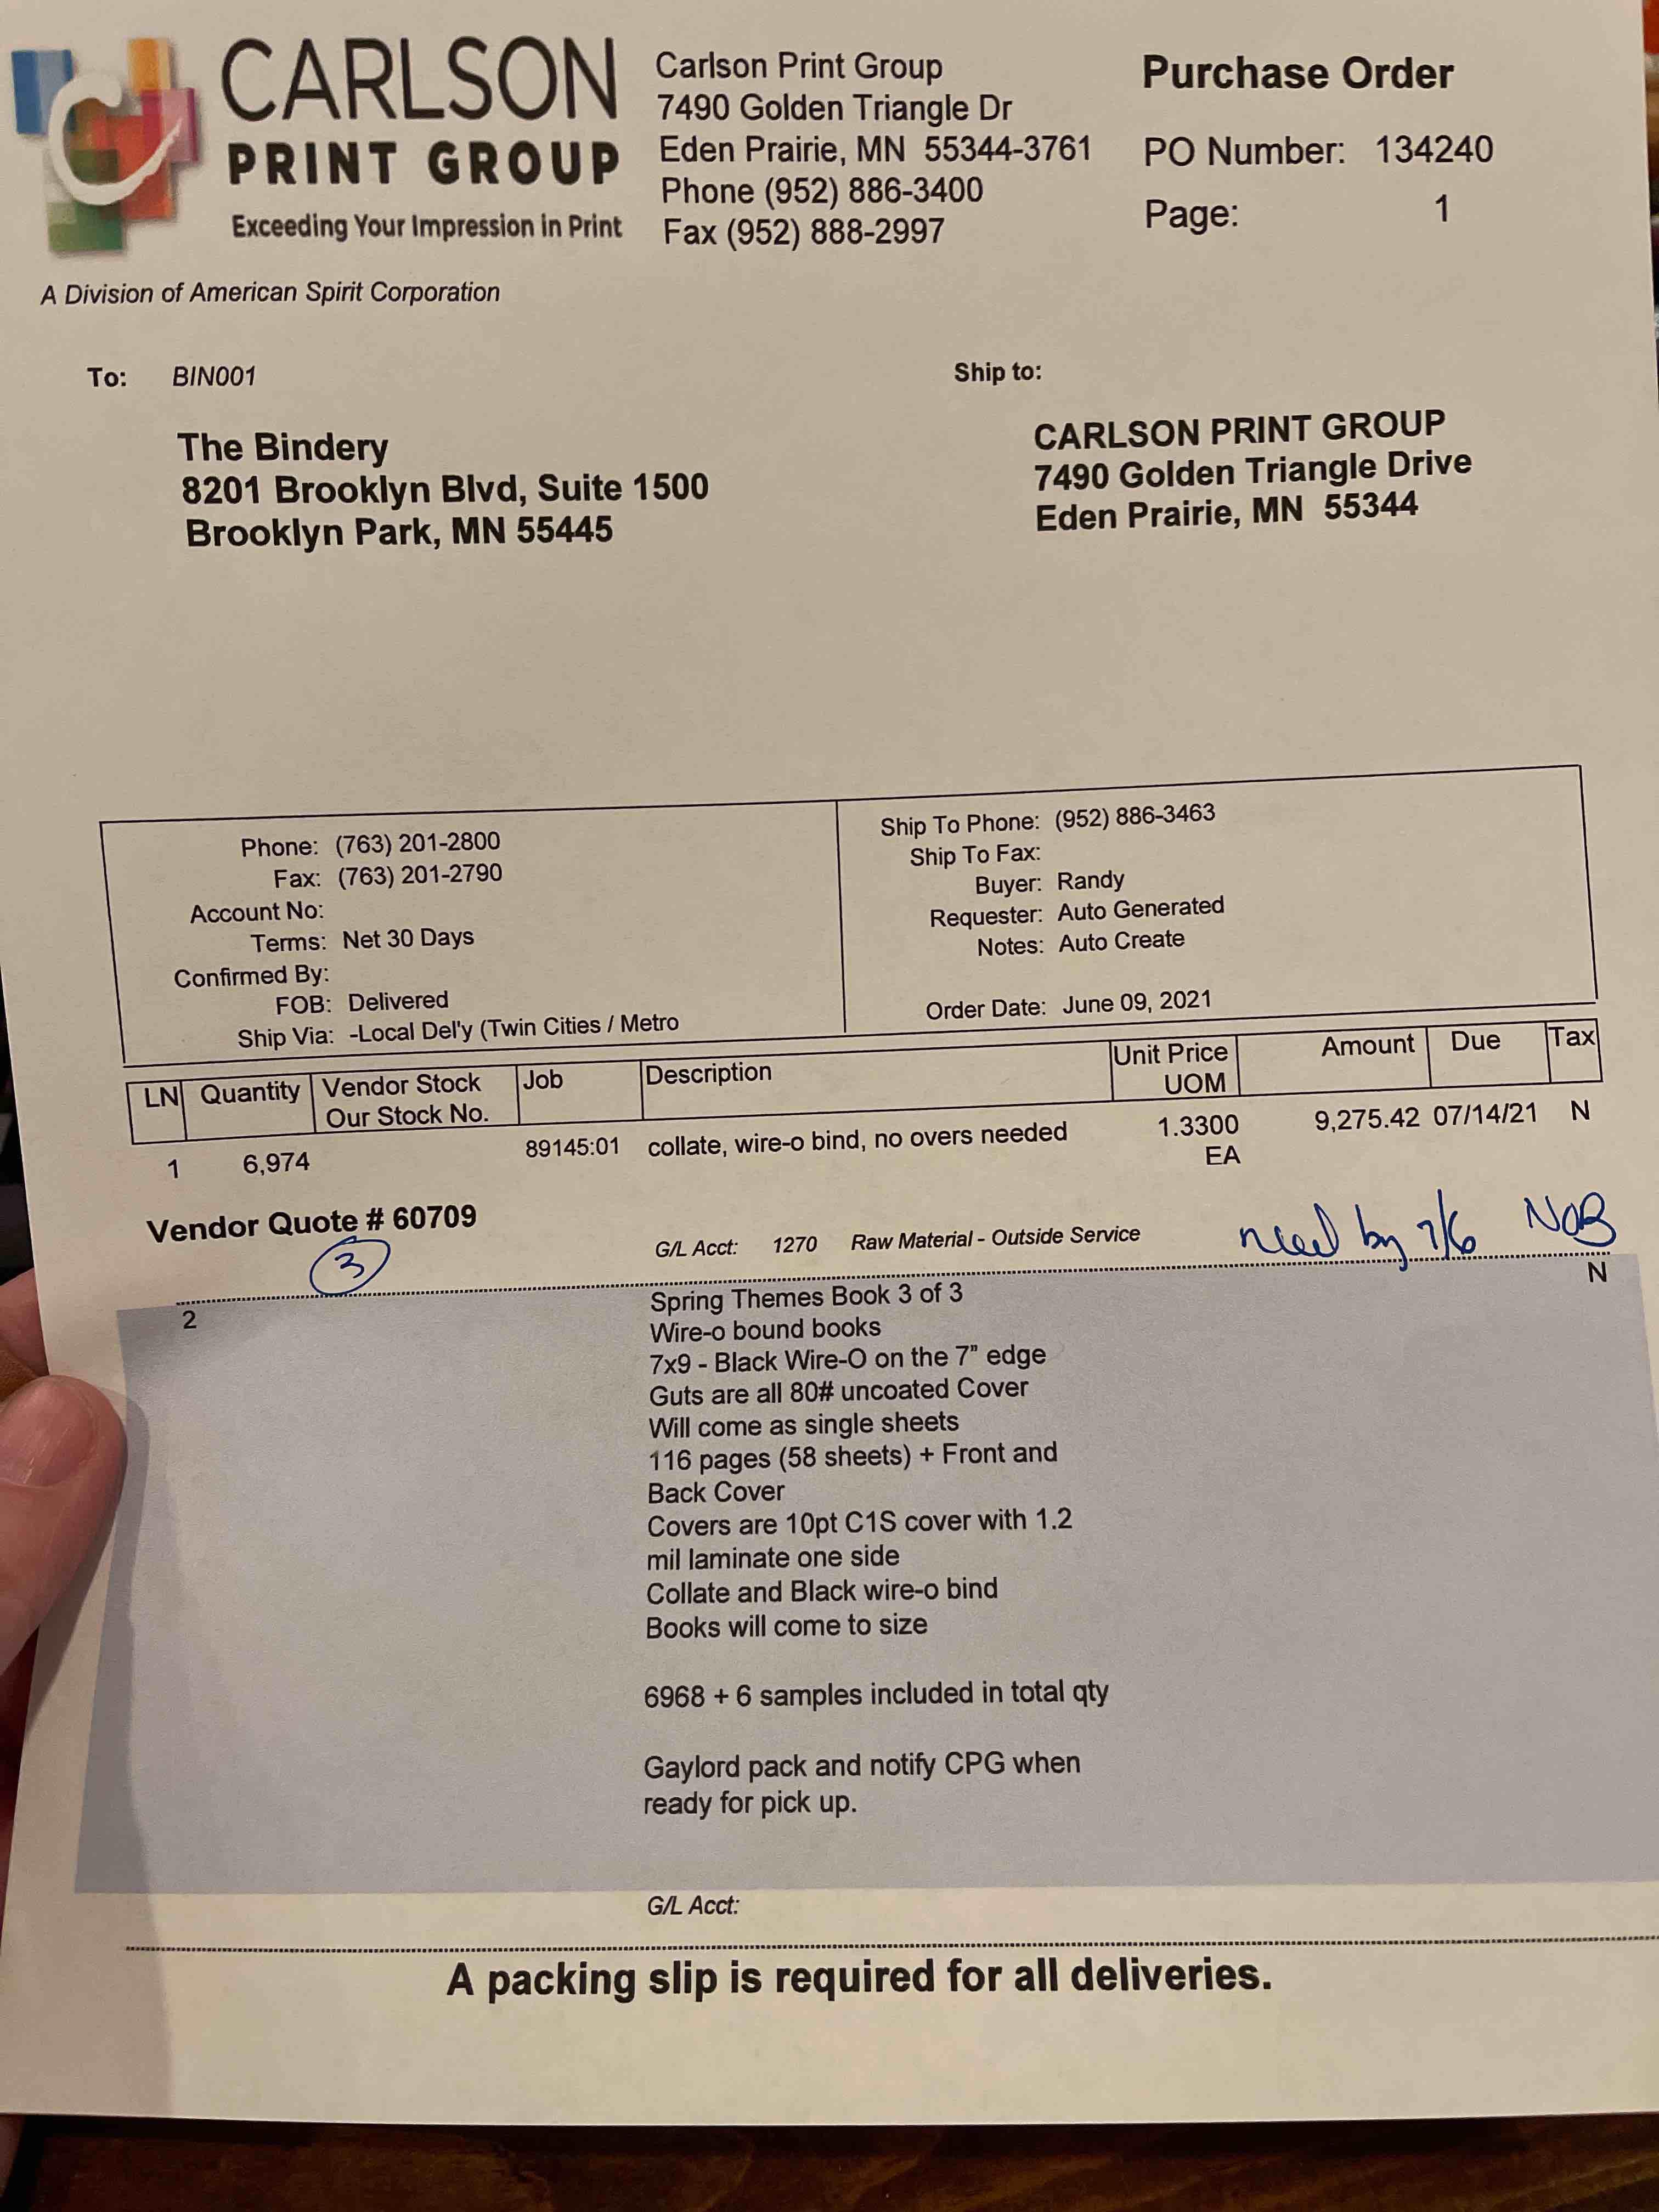 CARLSON
PRINT GROUP
Exceeding Your Impression in Print
A Division of American Spirit Corporation
Carlson Print Group
7490 Golden Triangle Dr
Eden Prairie, MN 55344-3761
Phone (952) 886-3400
Fax (952) 888-2997
Purchase Order
PO Number: 134240
Page: 1
To: BIN001
The Bindery
8201 Brooklyn Blvd, Suite 1500
Brooklyn Park, MN 55445
Ship to:
CARLSON PRINT GROUP
7490 Golden Triangle Drive
Eden Prairie, MN 55344
Phone: (763) 201-2800
Fax: (763) 201-2790
Account No:
Terms: Net 30 Days
Confirmed By:
FOB: Delivered
Ship Via: -Local Del'y (Twin Cities / Metro
Ship To Phone: (952) 886-3463
Ship To Fax:
Buyer: Randy
Requester: Auto Generated
Notes: Auto Create
Order Date: June 09, 2021
LN Quantity Vendor Stock Job Description Unit Price Amount Due Tax
Our Stock No. UOM
1 6,974 89145:01 collate, wire-o bind, no overs needed 1.3300 9,275.42 07/14/21 N
EA
Vendor Quote # 60709
3
G/L Acct: 1270 Raw Material - Outside Service
need by 7/6 NOB
2 Spring Themes Book 3 of 3 N
Wire-o bound books
7x9 - Black Wire-O on the 7" edge
Guts are all 80# uncoated Cover
Will come as single sheets
116 pages (58 sheets) + Front and
Back Cover
Covers are 10pt C1S cover with 1.2
mil laminate one side
Collate and Black wire-o bind
Books will come to size
6968 + 6 samples included in total qty
Gaylord pack and notify CPG when
ready for pick up.
G/L Acct:
A packing slip is required for all deliveries.